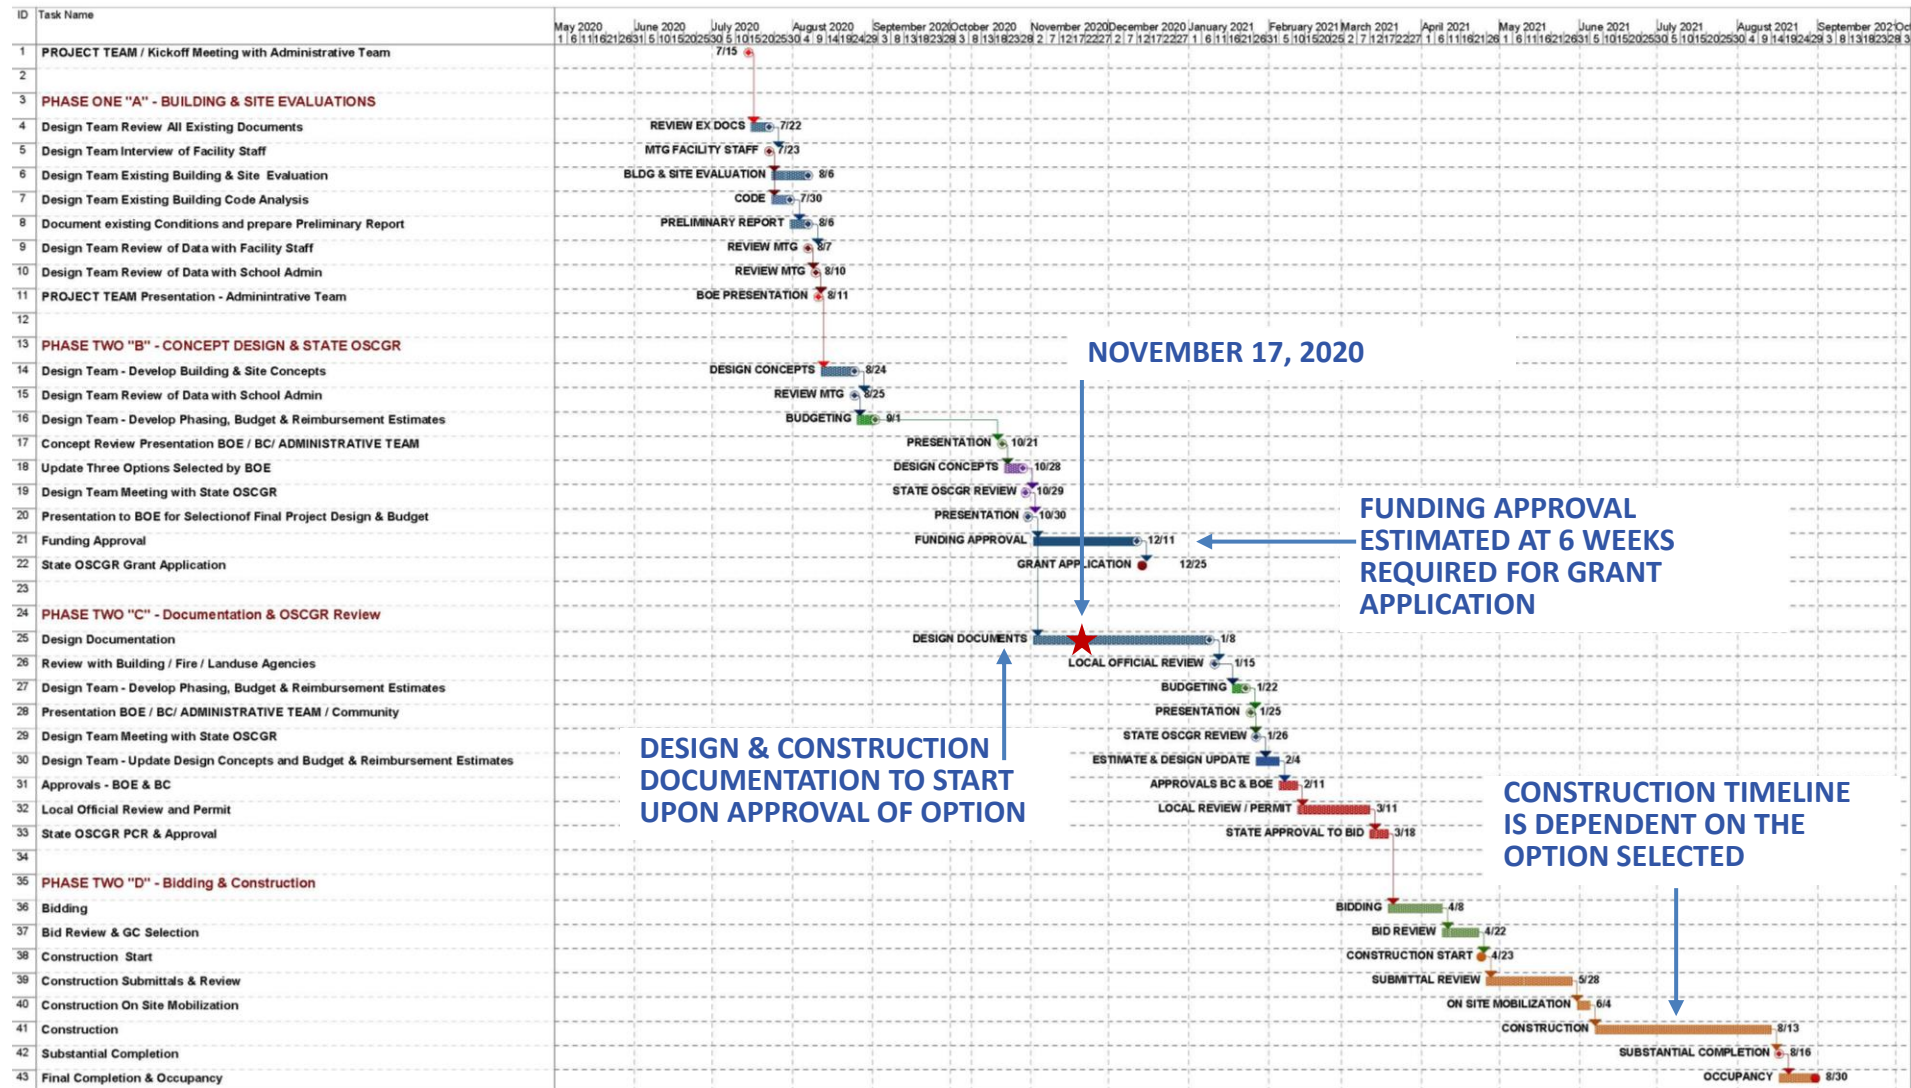 ID Task Name
May 2020 June 2020 July 2020 August 2020 September 2020 October 2020 November 2020 December 2020 January 2021 February 2021 March 2021 April 2021 May 2021 June 2021 July 2021 August 2021 September 2021 Oct
1 PROJECT TEAM / Kickoff Meeting with Administrative Team 7/15
2
3 PHASE ONE "A" - BUILDING & SITE EVALUATIONS
4 Design Team Review All Existing Documents REVIEW EX DOCS 7/22
5 Design Team Interview of Facility Staff MTG FACILITY STAFF 7/23
6 Design Team Existing Building & Site Evaluation BLDG & SITE EVALUATION 8/6
7 Design Team Existing Building Code Analysis CODE 7/30
8 Document existing Conditions and prepare Preliminary Report PRELIMINARY REPORT 8/6
9 Design Team Review of Data with Facility Staff REVIEW MTG 8/7
10 Design Team Review of Data with School Admin REVIEW MTG 8/10
11 PROJECT TEAM Presentation - Adminintrative Team BOE PRESENTATION 8/11
12
13 PHASE TWO "B" - CONCEPT DESIGN & STATE OSCGR
NOVEMBER 17, 2020
14 Design Team - Develop Building & Site Concepts DESIGN CONCEPTS 8/24
15 Design Team Review of Data with School Admin REVIEW MTG 8/25
16 Design Team - Develop Phasing, Budget & Reimbursement Estimates BUDGETING 9/1
17 Concept Review Presentation BOE / BC/ ADMINISTRATIVE TEAM PRESENTATION 10/21
18 Update Three Options Selected by BOE DESIGN CONCEPTS 10/28
19 Design Team Meeting with State OSCGR STATE OSCGR REVIEW 10/29
20 Presentation to BOE for Selectionof Final Project Design & Budget PRESENTATION 10/30
21 Funding Approval FUNDING APPROVAL 12/11
22 State OSCGR Grant Application GRANT APPLICATION 12/25
FUNDING APPROVAL
ESTIMATED AT 6 WEEKS
REQUIRED FOR GRANT
APPLICATION
23
24 PHASE TWO "C" - Documentation & OSCGR Review
25 Design Documentation DESIGN DOCUMENTS 1/8
26 Review with Building / Fire / Landuse Agencies LOCAL OFFICIAL REVIEW 1/15
27 Design Team - Develop Phasing, Budget & Reimbursement Estimates BUDGETING 1/22
28 Presentation BOE / BC/ ADMINISTRATIVE TEAM / Community PRESENTATION 1/25
29 Design Team Meeting with State OSCGR STATE OSCGR REVIEW 1/26
30 Design Team - Update Design Concepts and Budget & Reimbursement Estimates ESTIMATE & DESIGN UPDATE 2/4
31 Approvals - BOE & BC APPROVALS BC & BOE 2/11
32 Local Official Review and Permit LOCAL REVIEW / PERMIT 3/11
33 State OSCGR PCR & Approval STATE APPROVAL TO BID 3/18
DESIGN & CONSTRUCTION
DOCUMENTATION TO START
UPON APPROVAL OF OPTION
CONSTRUCTION TIMELINE
IS DEPENDENT ON THE
OPTION SELECTED
34
35 PHASE TWO "D" - Bidding & Construction
36 Bidding BIDDING 4/8
37 Bid Review & GC Selection BID REVIEW 4/22
38 Construction Start CONSTRUCTION START 4/23
39 Construction Submittals & Review SUBMITTAL REVIEW 5/28
40 Construction On Site Mobilization ON SITE MOBILIZATION 6/4
41 Construction CONSTRUCTION 8/13
42 Substantial Completion SUBSTANTIAL COMPLETION 8/16
43 Final Completion & Occupancy OCCUPANCY 8/30